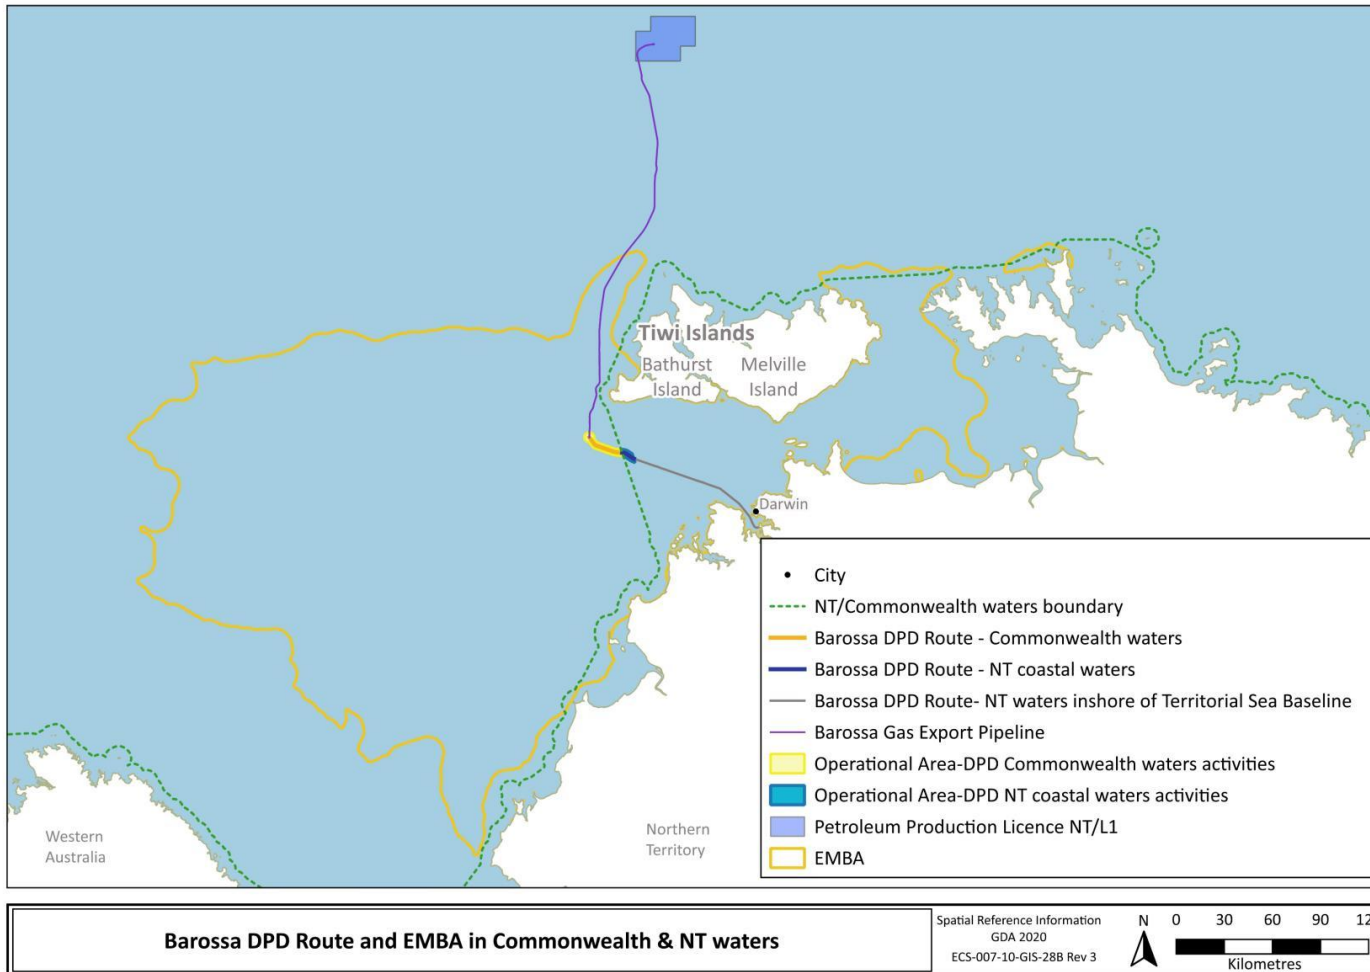 Tiwi Islands
Bathurst
Island
Melville
Island
Darwin
City
NT/Commonwealth waters boundary
Barossa DPD Route - Commonwealth waters
Barossa DPD Route - NT coastal waters
Barossa DPD Route- NT waters inshore of Territorial Sea Baseline
Barossa Gas Export Pipeline
Operational Area-DPD Commonwealth waters activities
Operational Area-DPD NT coastal waters activities
Petroleum Production Licence NT/L1
EMBA
Western
Australia
Northern
Territory
Barossa DPD Route and EMBA in Commonwealth & NT waters
Spatial Reference Information
GDA 2020
ECS-007-10-GIS-28B Rev 3
N
0 30 60 90
Kilometres